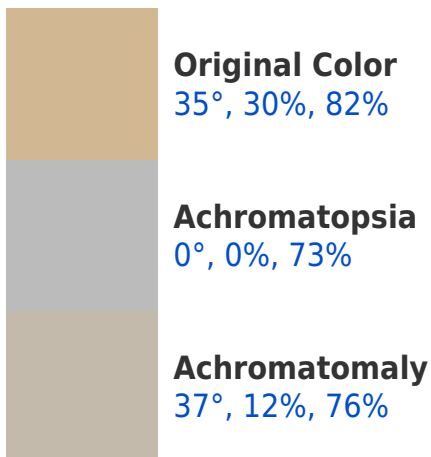 Original Color
35°, 30%, 82%
Achromatopsia
0°, 0%, 73%
Achromatomaly
37°, 12%, 76%